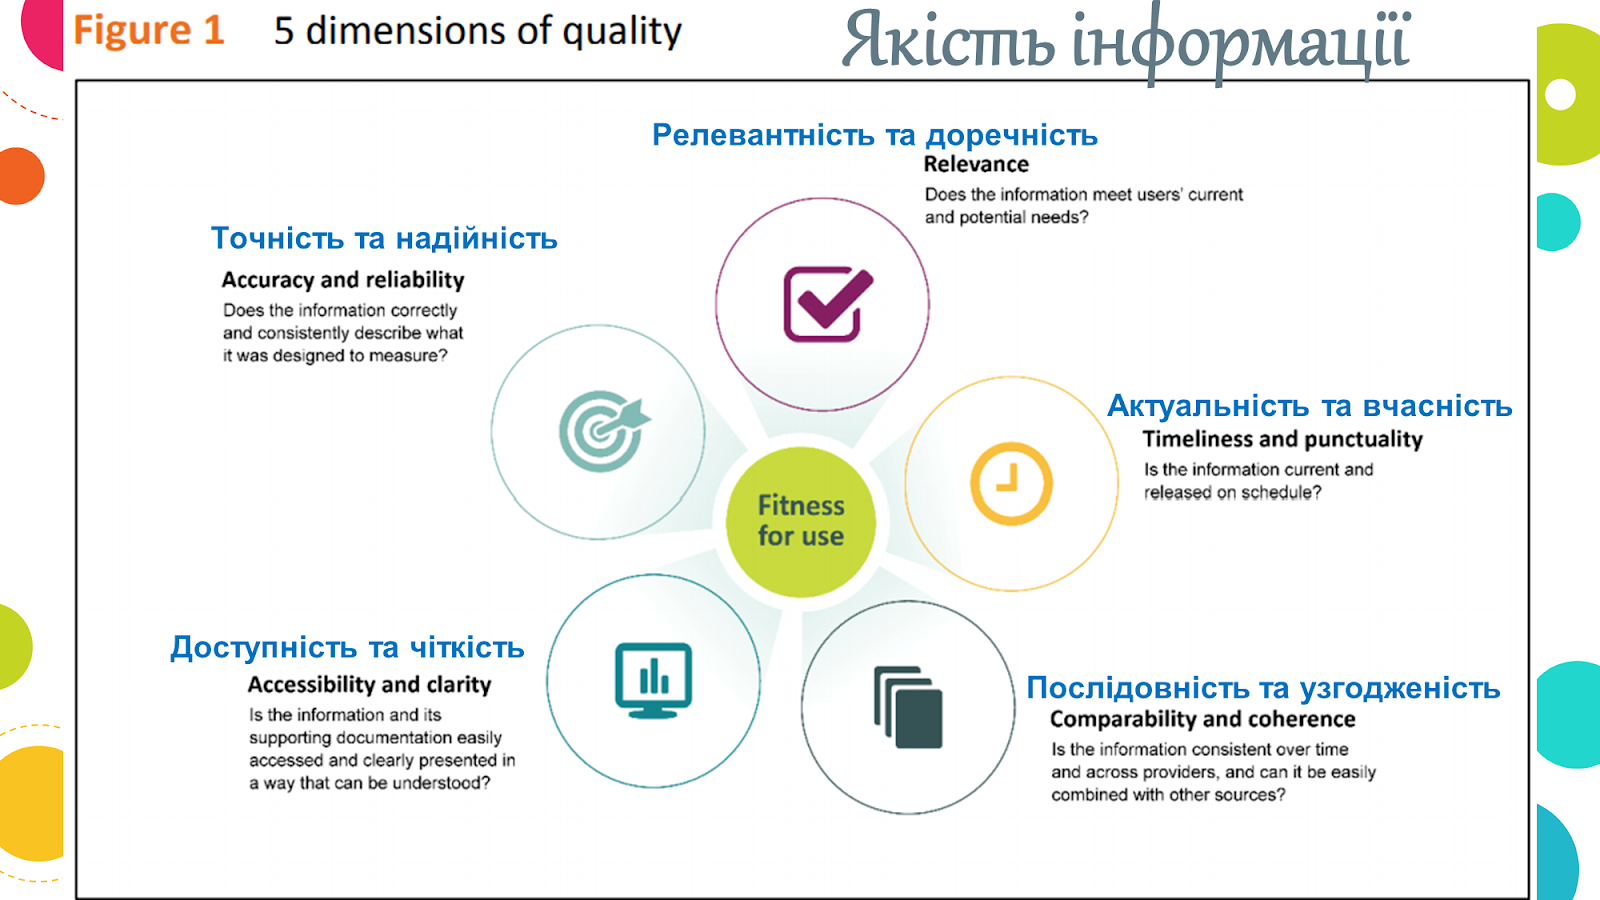 Figure 1 5 dimensions of quality
Якість інформації
Релевантність та доречність
Relevance
Does the information meet users' current
and potential needs?
Точність та надійність
Accuracy and reliability
Does the information correctly
and consistently describe what
it was designed to measure?
Актуальність та вчасність
Timeliness and punctuality
Is the information current and
released on schedule?
Fitness
for use
Доступність та чіткість
Accessibility and clarity
Is the information and its
supporting documentation easily
accessed and clearly presented in
a way that can be understood?
Послідовність та узгодженість
Comparability and coherence
Is the information consistent over time
and across providers, and can it be easily
combined with other sources?